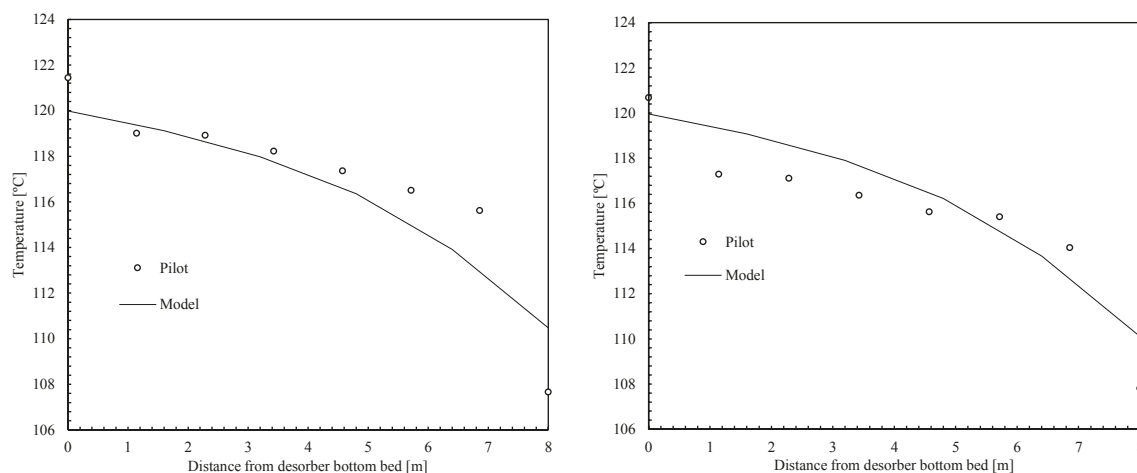 124
122
120
118
116
114
112
110
108
106
Temperature [ºC]
Pilot
Model
0 1 2 3 4 5 6 7 8
Distance from desorber bottom bed [m]
124
122
120
118
116
114
112
110
108
106
Temperature [ºC]
Pilot
Model
0 1 2 3 4 5 6 7
Distance from desorber bottom bed [m]